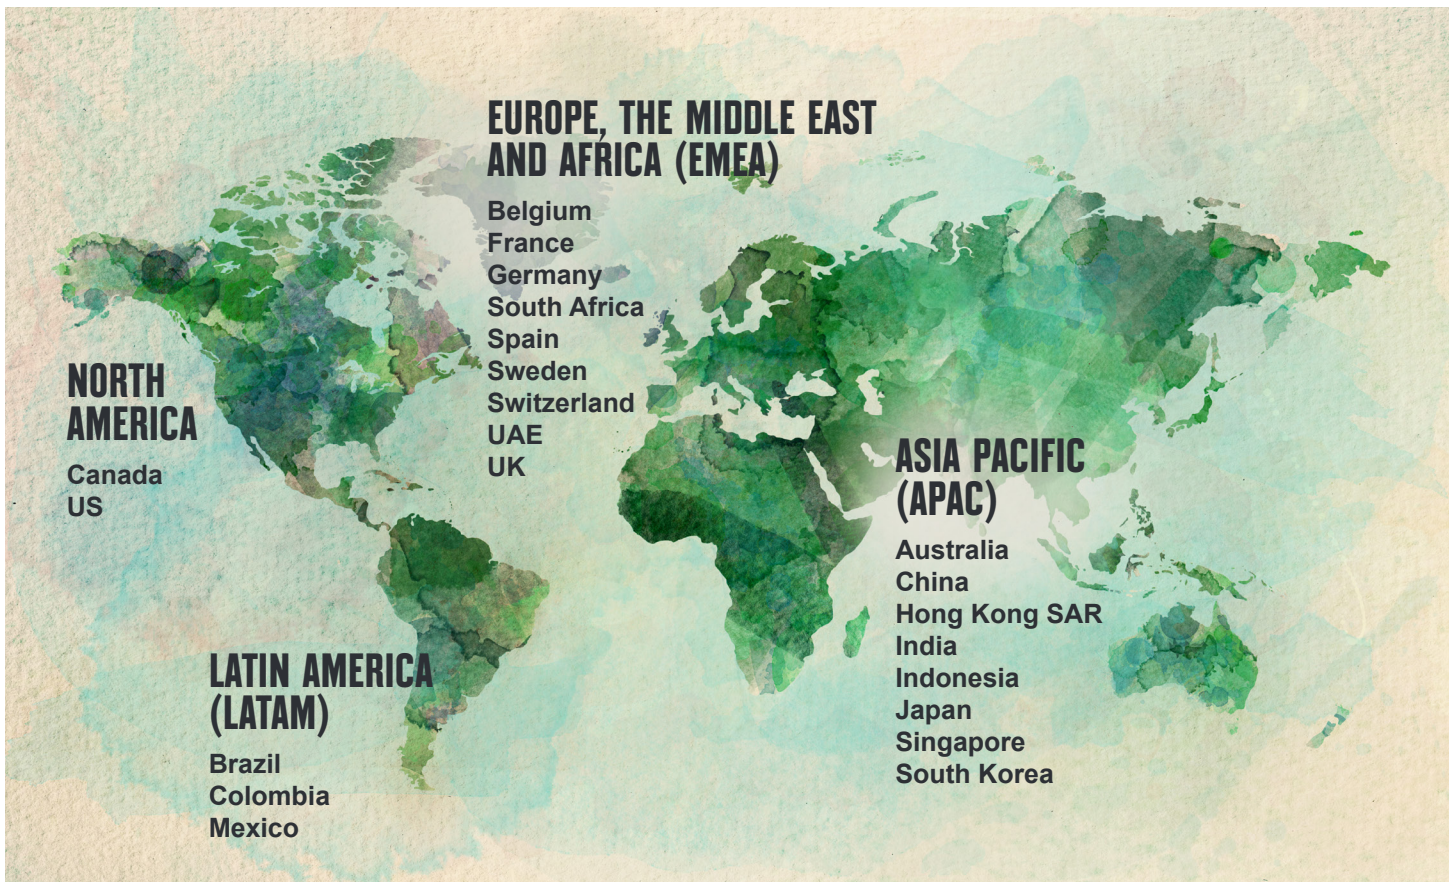 EUROPE, THE MIDDLE EAST
AND AFRICA (EMEA)
Belgium
France
Germany
South Africa
Spain
Sweden
Switzerland
UAE
UK
NORTH
AMERICA
Canada
US
ASIA PACIFIC
(APAC)
Australia
China
Hong Kong SAR
India
Indonesia
Japan
Singapore
South Korea
LATIN AMERICA
(LATAM)
Brazil
Colombia
Mexico